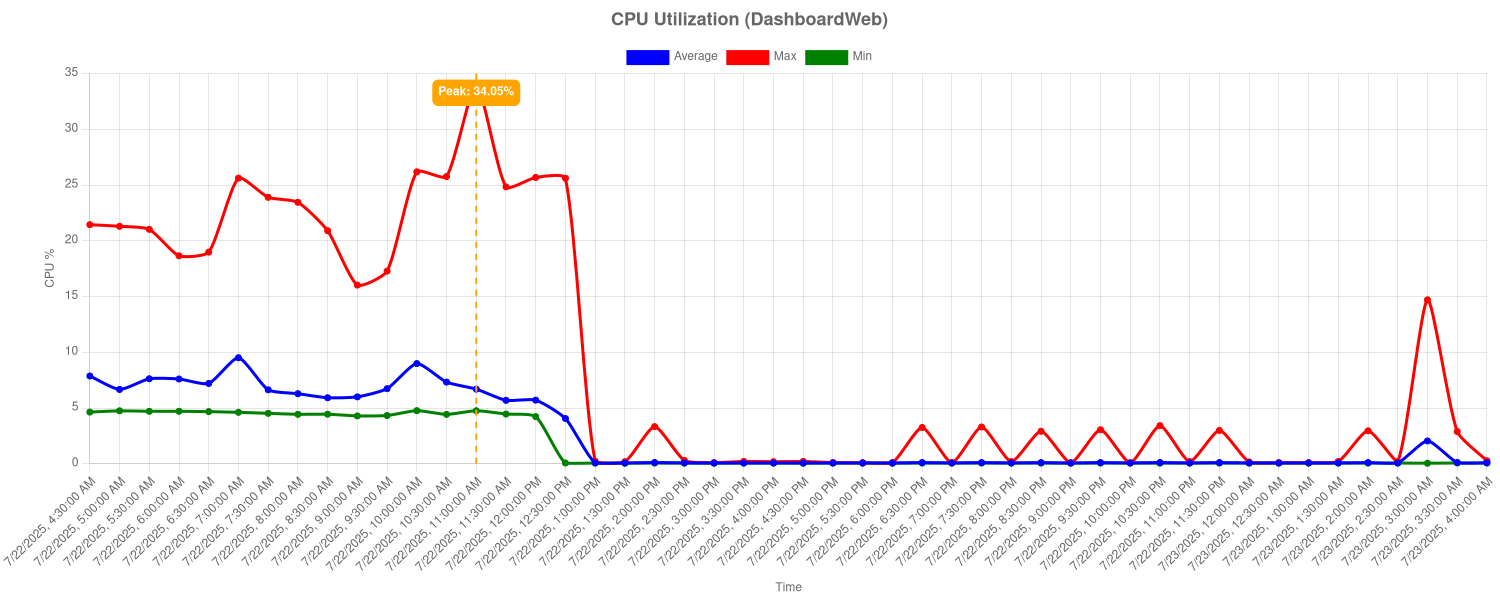 CPU Utilization (DashboardWeb)
Average
Max
Min
35
Peak: 34.05%
30
25
20
15
10
5
0
CPU %
7/22/2025, 4:30:00 AM
7/22/2025, 5:00:00 AM
7/22/2025, 5:30:00 AM
7/22/2025, 6:00:00 AM
7/22/2025, 6:30:00 AM
7/22/2025, 7:00:00 AM
7/22/2025, 7:30:00 AM
7/22/2025, 8:00:00 AM
7/22/2025, 8:30:00 AM
7/22/2025, 9:00:00 AM
7/22/2025, 9:30:00 AM
7/22/2025, 10:00:00 AM
7/22/2025, 10:30:00 AM
7/22/2025, 11:00:00 AM
7/22/2025, 11:30:00 AM
7/22/2025, 12:00:00 PM
7/22/2025, 12:30:00 PM
7/22/2025, 1:00:00 PM
7/22/2025, 1:30:00 PM
7/22/2025, 2:00:00 PM
7/22/2025, 2:30:00 PM
7/22/2025, 3:00:00 PM
7/22/2025, 3:30:00 PM
7/22/2025, 4:00:00 PM
7/22/2025, 4:30:00 PM
7/22/2025, 5:00:00 PM
7/22/2025, 5:30:00 PM
7/22/2025, 6:00:00 PM
7/22/2025, 6:30:00 PM
7/22/2025, 7:00:00 PM
7/22/2025, 7:30:00 PM
7/22/2025, 8:00:00 PM
7/22/2025, 8:30:00 PM
7/22/2025, 9:00:00 PM
7/22/2025, 9:30:00 PM
7/22/2025, 10:00:00 PM
7/22/2025, 10:30:00 PM
7/22/2025, 11:00:00 PM
7/22/2025, 11:30:00 PM
7/23/2025, 12:00:00 AM
7/23/2025, 12:30:00 AM
7/23/2025, 1:00:00 AM
7/23/2025, 1:30:00 AM
7/23/2025, 2:00:00 AM
7/23/2025, 2:30:00 AM
7/23/2025, 3:00:00 AM
7/23/2025, 3:30:00 AM
7/23/2025, 4:00:00 AM
Time